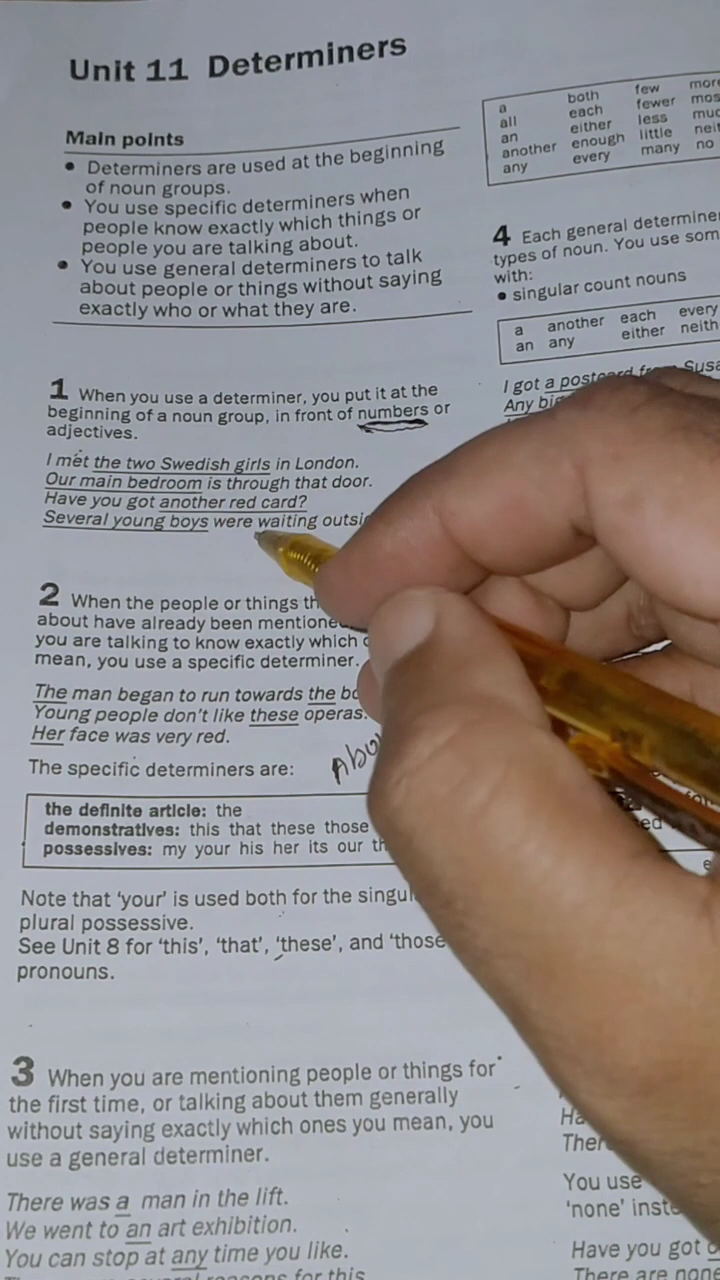 Unit 11 Determiners
Main points
• Determiners are used at the beginning
of noun groups.
• You use specific determiners when
people know exactly which things or
people you are talking about.
• You use general determiners to talk
about people or things without saying
exactly who or what they are.
1 When you use a determiner, you put it at the
beginning of a noun group, in front of numbers or
adjectives.
I met the two Swedish girls in London.
Our main bedroom is through that door.
Have you got another red card?
Several young boys were waiting
2 When the people or things
about have already been
you are talking to know exactly which
mean, you use a specific determiner.
The man began to run towards the
Young people don't like these operas.
Her face was very red.
The specific determiners are:
the definite article: the
demonstratives: this that these those
possessives: my your his her its our
Note that 'your' is used both for the
plural possessive.
See Unit 8 for 'this', 'that', 'these', and 'those
pronouns.
3 When you are mentioning people or things for
the first time, or talking about them generally
without saying exactly which ones you mean, you
use a general determiner.
There was a man in the lift.
We went to an art exhibition.
You can stop at any time you like.
for this
a both few
all each fewer
an either less
another enough little
any every many no
4 Each general
types of noun. You use
with:
• singular count nouns
a another each every
an any either
I got a postcard
Any
You use
'none'
Have you got
There are none